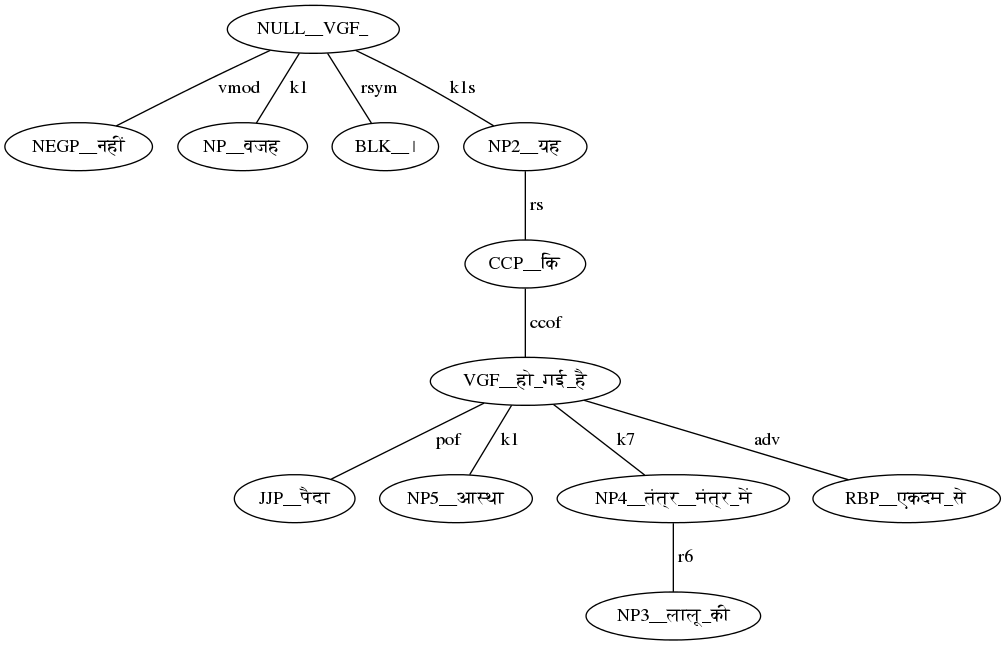 NULL__VGF_
vmod k1 rsym k1s
NEGP__नहीं NP__वजह BLK__। NP2__यह
rs
CCP__कि
ccof
VGF__हो_गई_है
pof k1 k7 adv
JJP__पैदा NP5__आस्था NP4__तंत्र__मंत्र_में RBP__एकदम_से
r6
NP3__लालू_की